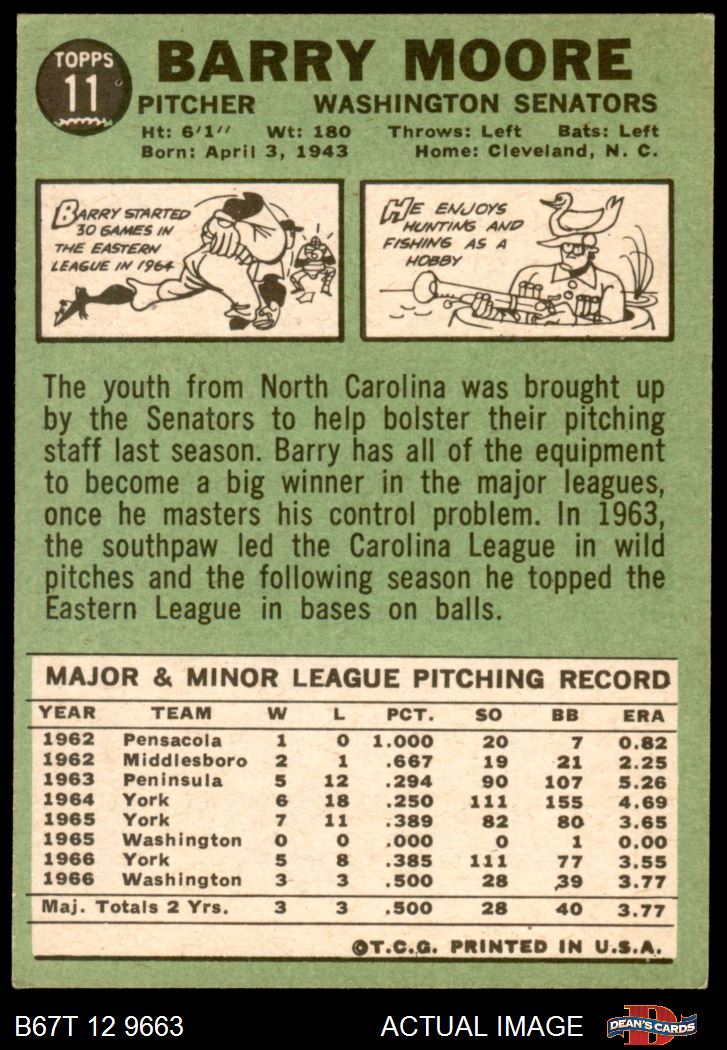 TOPPS
11
BARRY MOORE
PITCHER WASHINGTON SENATORS
Ht: 6'1" Wt: 180 Throws: Left Bats: Left
Born: April 3, 1943 Home: Cleveland, N. C.
BARRY STARTED
30 GAMES IN
THE EASTERN
LEAGUE IN 1964
HE ENJOYS
HUNTING AND
FISHING AS A
HOBBY
The youth from North Carolina was brought up
by the Senators to help bolster their pitching
staff last season. Barry has all of the equipment
to become a big winner in the major leagues,
once he masters his control problem. In 1963,
the southpaw led the Carolina League in wild
pitches and the following season he topped the
Eastern League in bases on balls.
MAJOR & MINOR LEAGUE PITCHING RECORD
YEAR TEAM W L PCT. SO BB ERA
1962 Pensacola 1 0 1.000 20 7 0.82
1962 Middlesboro 2 1 .667 19 21 2.25
1963 Peninsula 5 12 .294 90 107 5.26
1964 York 6 18 .250 111 155 4.69
1965 York 7 11 .389 82 80 3.65
1965 Washington 0 0 .000 0 1 0.00
1966 York 5 8 .385 111 77 3.55
1966 Washington 3 3 .500 28 39 3.77
Maj. Totals 2 Yrs. 3 3 .500 28 40 3.77
©T.C.G. PRINTED IN U.S.A.
B67T 12 9663 ACTUAL IMAGE
DEAN'S CARDS